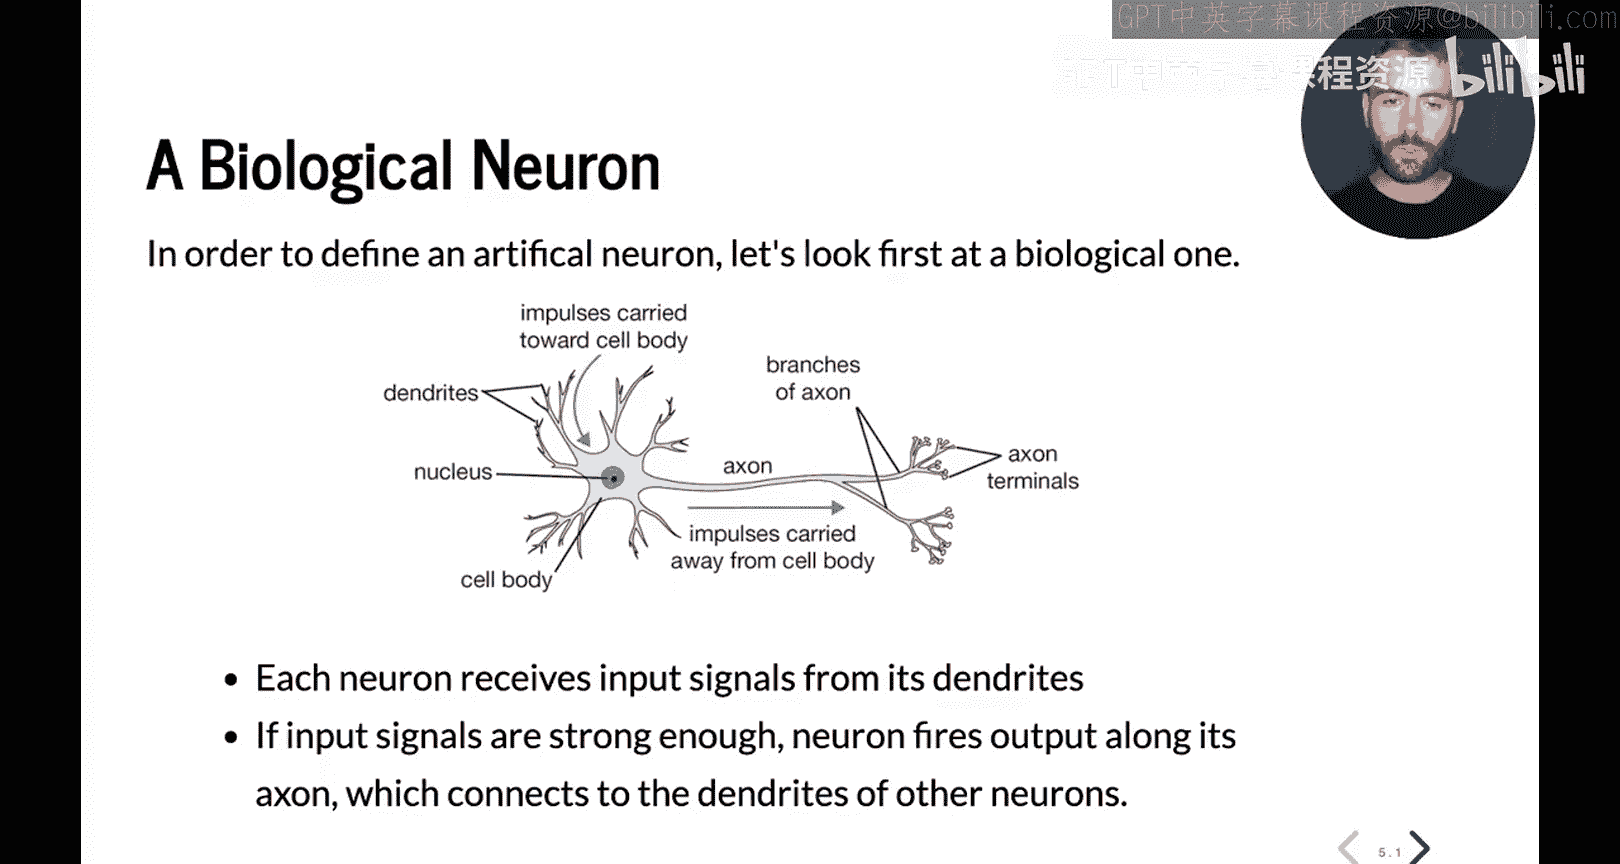 GPT中英字幕课程资源@bilibili.com
课程资源 bilibili
A Biological Neuron
In order to define an artifical neuron, let's look first at a biological one.
impulses carried
toward cell body
branches
of axon
dendrites
axon
terminals
axon
nucleus
impulses carried
away from cell body
cell body
• Each neuron receives input signals from its dendrites
• If input signals are strong enough, neuron fires output along its
axon, which connects to the dendrites of other neurons.
5.1